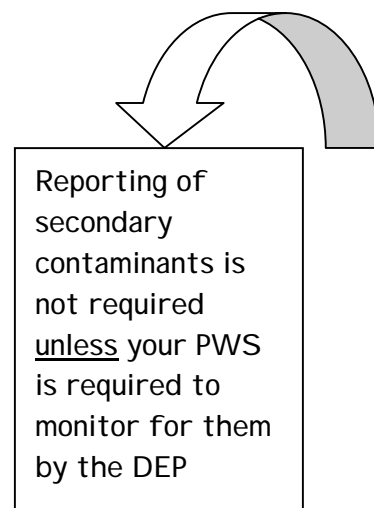 Reporting of
secondary
contaminants is
not required
unless your PWS
is required to
monitor for them
by the DEP